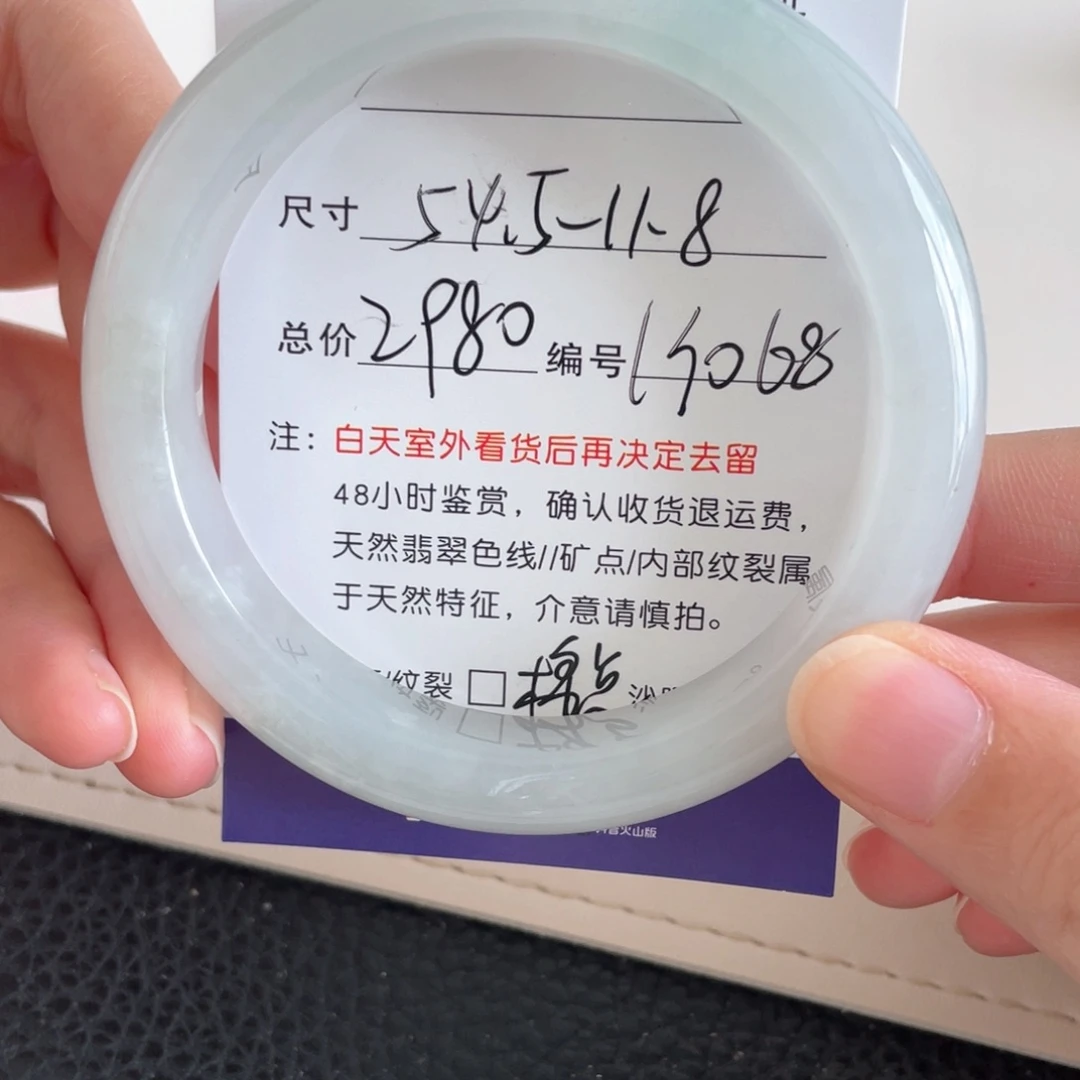 尺寸 54.5-11-8
总价 2980 编号 14068
注：白天室外看货后再决定去留
48小时鉴赏，确认收货退运费，
天然翡翠色线//矿点/内部纹裂属
于天然特征，介意请慎拍。
纹裂 □ 棉点
火山版